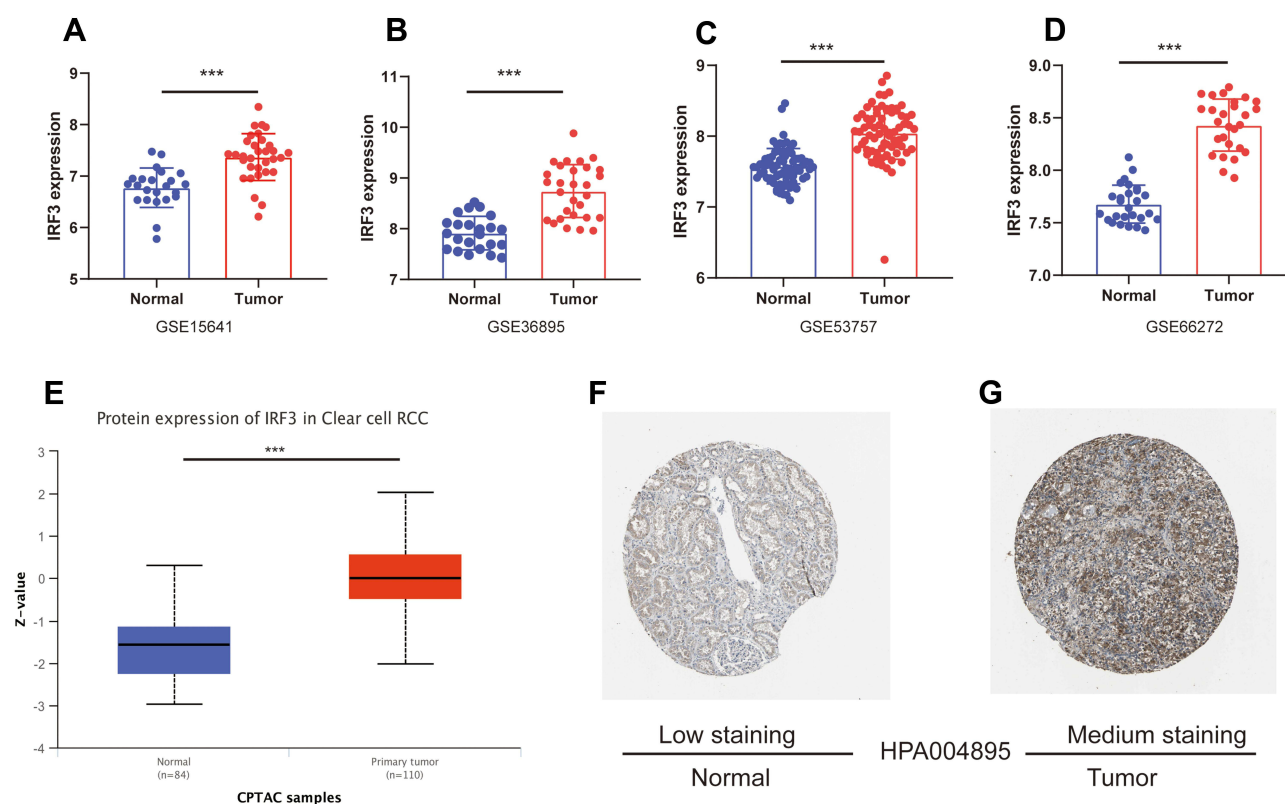 A
***
9
8
7
6
5
IRF3 expression
Normal Tumor
GSE15641
B
***
11
10
9
8
7
IRF3 expression
Normal Tumor
GSE36895
C
***
9
8
7
6
IRF3 expression
Normal Tumor
GSE53757
D
***
9.0
8.5
8.0
7.5
7.0
IRF3 expression
Normal Tumor
GSE66272
E
Protein expression of IRF3 in Clear cell RCC
***
3
2
1
0
-1
-2
-3
-4
Z-value
Normal
(n=84)
Primary tumor
(n=110)
CPTAC samples
F
G
Low staining
Normal
HPA004895
Medium staining
Tumor